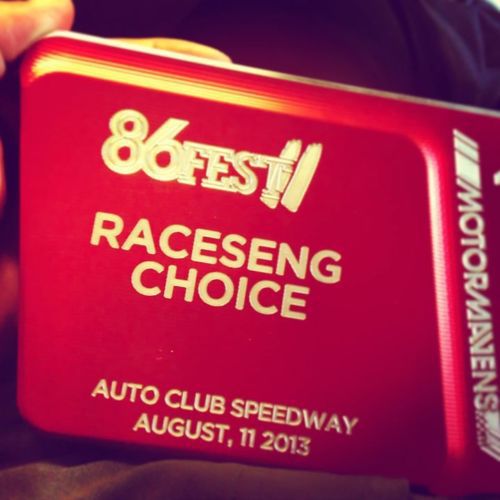 86FEST II
RACESENG
CHOICE
AUTO CLUB SPEEDWAY
AUGUST, 11 2013
MOTORMAVENS